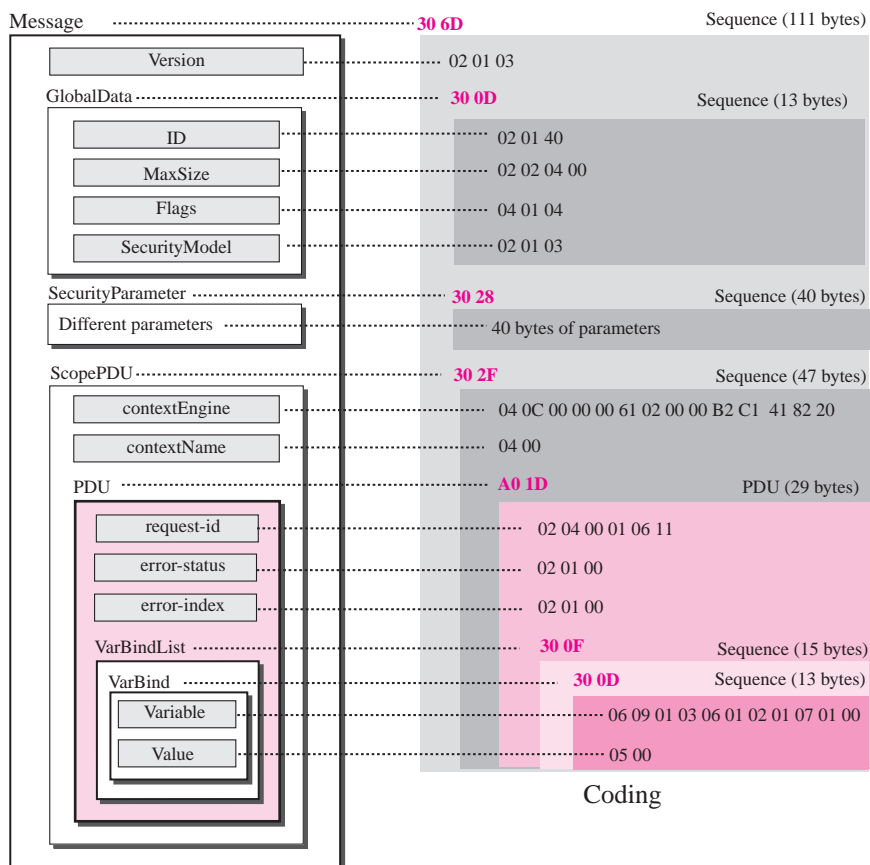 Message 30 6D Sequence (111 bytes)
Version 02 01 03
GlobalData 30 0D Sequence (13 bytes)
ID 02 01 40
MaxSize 02 02 04 00
Flags 04 01 04
SecurityModel 02 01 03
SecurityParameter 30 28 Sequence (40 bytes)
Different parameters 40 bytes of parameters
ScopePDU 30 2F Sequence (47 bytes)
contextEngine 04 0C 00 00 00 61 02 00 00 B2 C1 41 82 20
contextName 04 00
PDU A0 1D PDU (29 bytes)
request-id 02 04 00 01 06 11
error-status 02 01 00
error-index 02 01 00
VarBindList 30 0F Sequence (15 bytes)
VarBind 30 0D Sequence (13 bytes)
Variable 06 09 01 03 06 01 02 01 07 01 00
Value 05 00
Coding